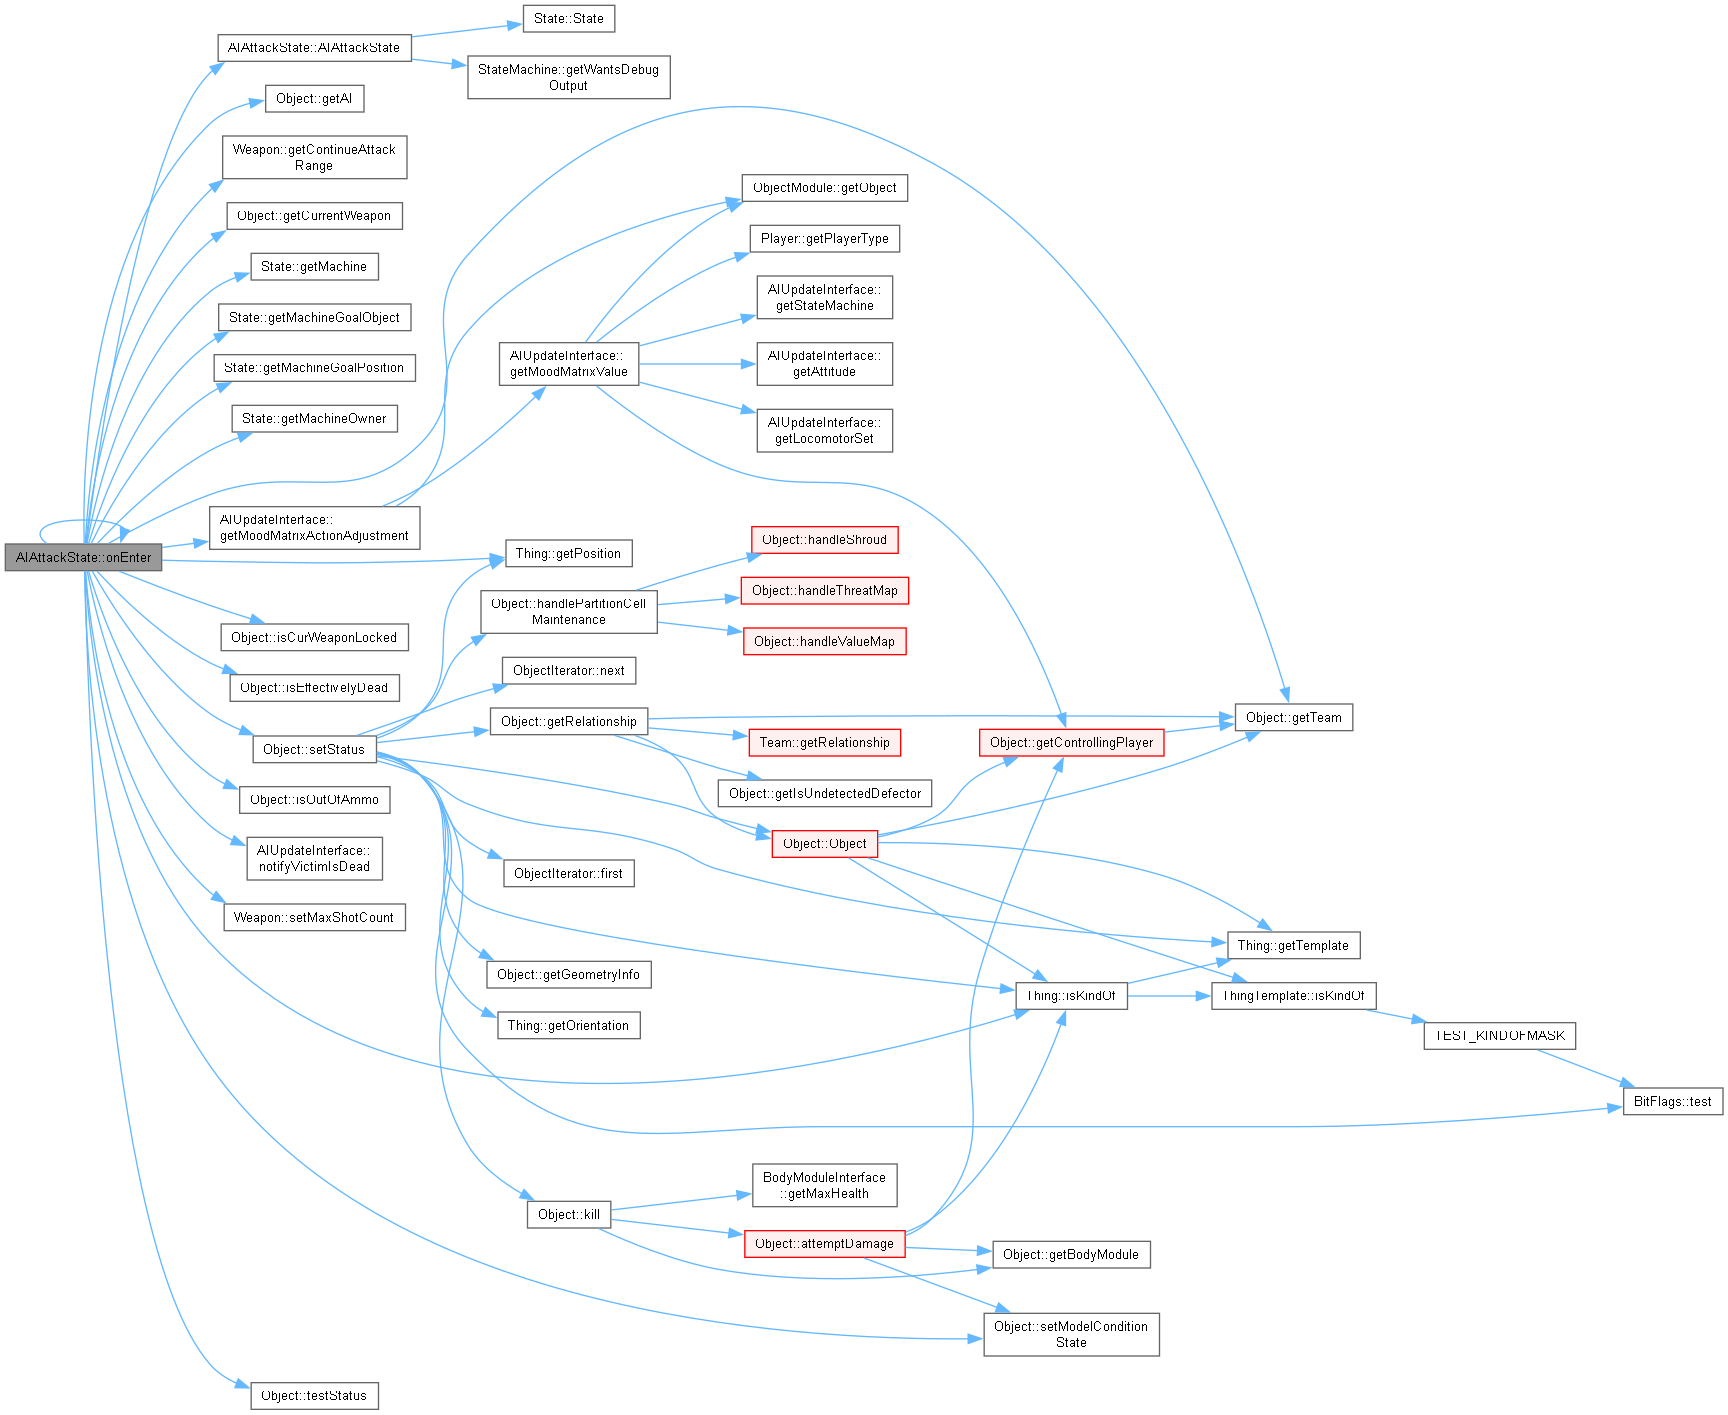 State::State
AIAttackState::AIAttackState
StateMachine::getWantsDebug
Output
Object::getAI
Weapon::getContinueAttack
Range
ObjectModule::getObject
Object::getCurrentWeapon
Player::getPlayerType
State::getMachine
AIUpdateInterface::
getStateMachine
State::getMachineGoalObject
AIUpdateInterface::
getMoodMatrixValue
AIUpdateInterface::
getAttitude
State::getMachineGoalPosition
State::getMachineOwner
AIUpdateInterface::
getLocomotorSet
AIUpdateInterface::
getMoodMatrixActionAdjustment
AIAttackState::onEnter
Thing::getPosition
Object::handleShroud
Object::handlePartitionCell
Maintenance
Object::handleThreatMap
Object::isCurWeaponLocked
Object::handleValueMap
ObjectIterator::next
Object::isEffectivelyDead
Object::getRelationship
Object::getTeam
Object::setStatus
Team::getRelationship
Object::getControllingPlayer
Object::getIsUndetectedDefector
Object::isOutOfAmmo
Object::Object
AIUpdateInterface::
notifyVictimIsDead
ObjectIterator::first
Weapon::setMaxShotCount
Thing::getTemplate
Object::getGeometryInfo
Thing::isKindOf
ThingTemplate::isKindOf
Thing::getOrientation
TEST_KINDOFMASK
BitFlags::test
BodyModuleInterface
::getMaxHealth
Object::kill
Object::attemptDamage
Object::getBodyModule
Object::setModelCondition
State
Object::testStatus